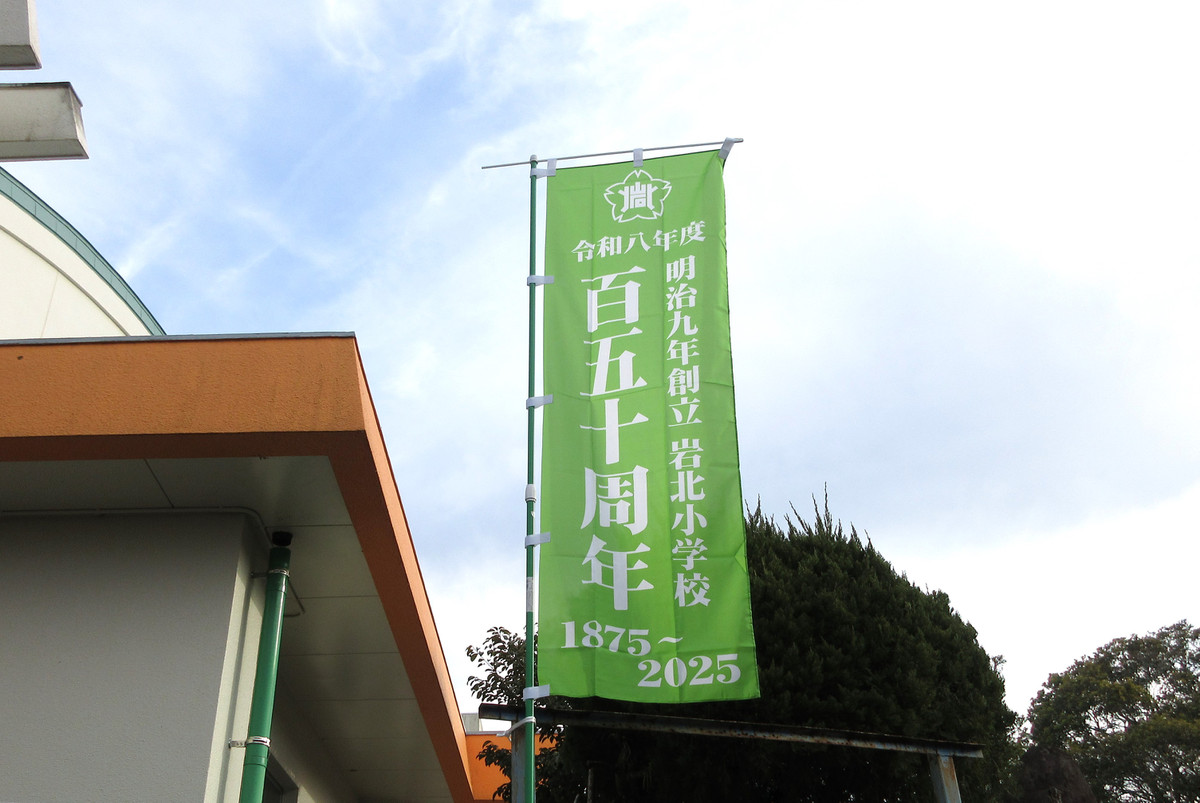 令和八年度
明治九年創立 岩北小学校
百五十周年
1875~
2025